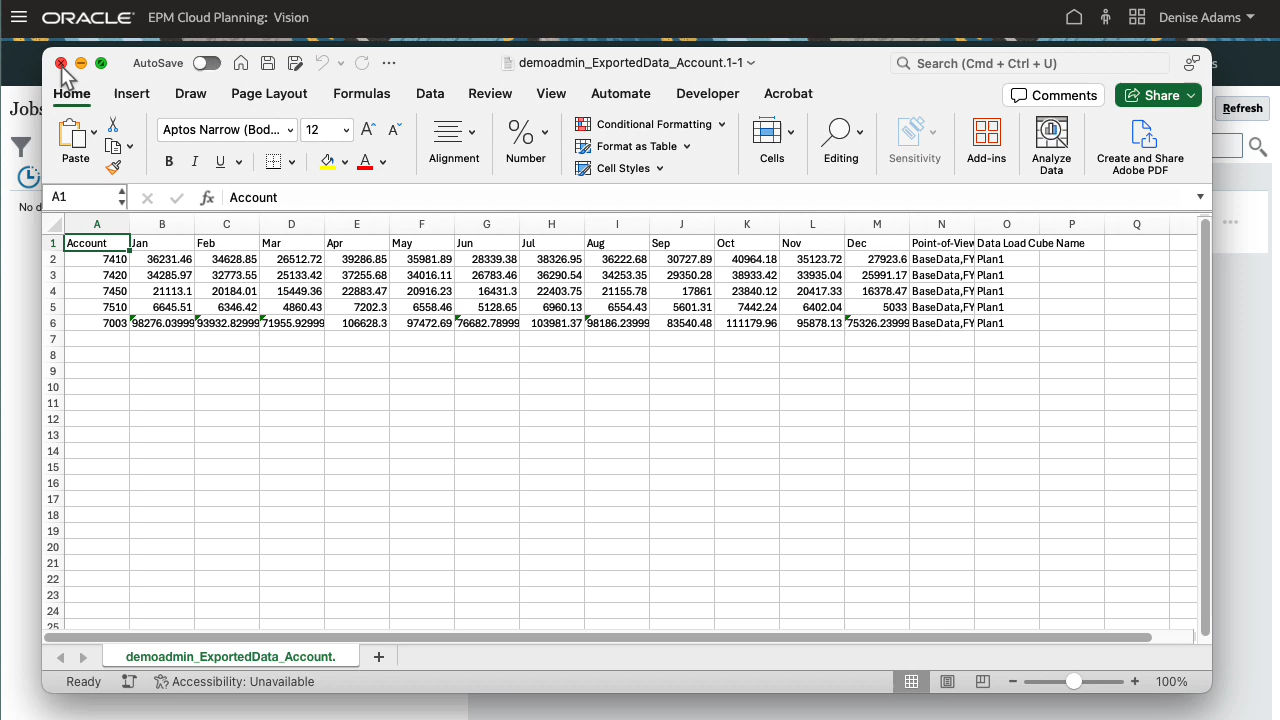 ORACLE EPM Cloud Planning: Vision Denise Adams
AutoSave demoadmin_ExportedData_Account.1-1 Search (Cmd + Ctrl + U)
Home Insert Draw Page Layout Formulas Data Review View Automate Developer Acrobat Comments Share
Jobs Refresh
Paste Aptos Narrow (Bod... 12 A A Alignment Number Conditional Formatting Cells Editing Sensitivity Add-ins Analyze Data Create and Share Adobe PDF
Format as Table
B I U A Cell Styles
No d
A1 fx Account
A B C D E F G H I J K L M N O P Q
1 Account Jan Feb Mar Apr May Jun Jul Aug Sep Oct Nov Dec Point-of-View Data Load Cube Name
2 7410 36231.46 34628.85 26512.72 39286.85 35981.89 28339.38 38326.95 36222.68 30727.89 40964.18 35123.72 27923.6 BaseData,FY Plan1
3 7420 34285.97 32773.55 25133.42 37255.68 34016.11 26783.46 36290.54 34253.35 29350.28 38933.42 33935.04 25991.17 BaseData,FY Plan1
4 7450 21113.1 20184.01 15449.36 22883.47 20916.23 16431.3 22403.75 21155.78 17861 23840.12 20417.33 16378.47 BaseData,FY Plan1
5 7510 6645.51 6346.42 4860.43 7202.3 6558.46 5128.65 6960.13 6554.43 5601.31 7442.24 6402.04 5033 BaseData,FY Plan1
6 7003 98276.03999 93932.82999 71955.92999 106628.3 97472.69 76682.78999 103981.37 98186.23999 83540.48 111179.96 95878.13 75326.23999 BaseData,FY Plan1
7
8
9
10
11
12
13
14
15
16
17
18
19
20
21
22
23
24
25
demoadmin_ExportedData_Account. +
Ready Accessibility: Unavailable 100%